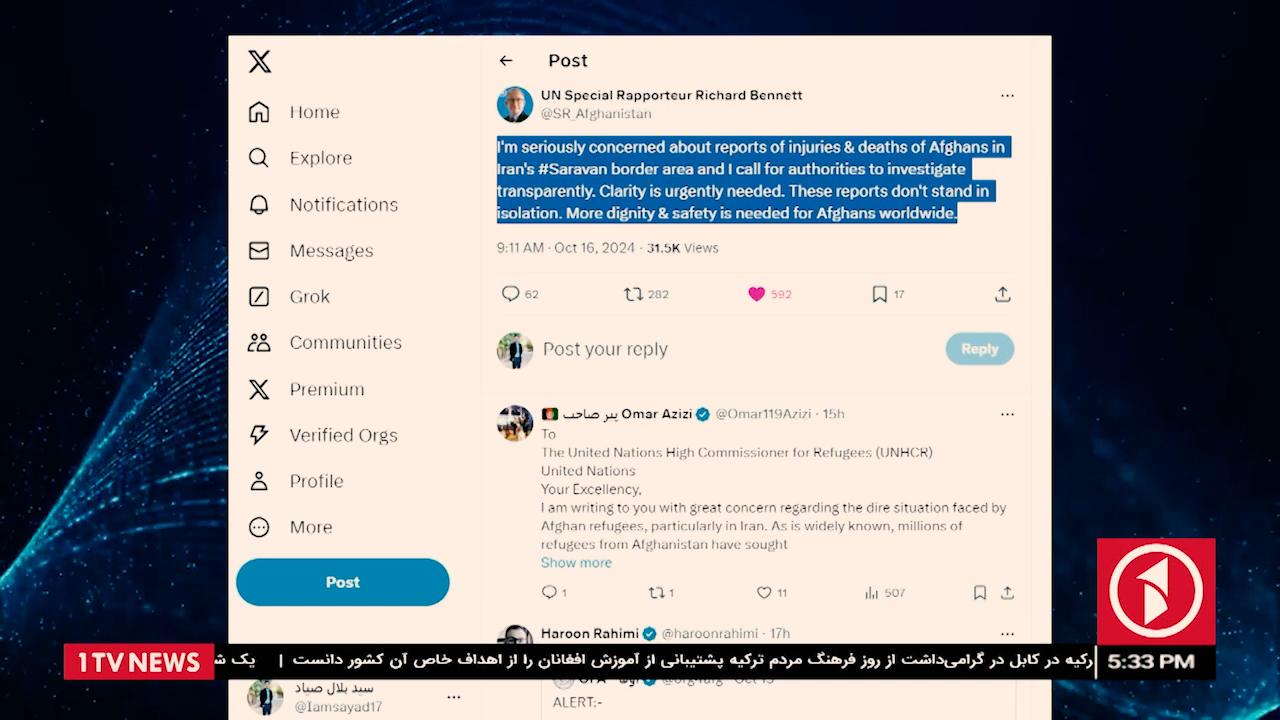 Home
Explore
Notifications
Messages
Grok
Communities
Premium
Verified Orgs
Profile
More
Post
سید بلال صیاد
@Iamsayad17
Post
UN Special Rapporteur Richard Bennett
@SR_Afghanistan
I'm seriously concerned about reports of injuries & deaths of Afghans in
Iran's #Saravan border area and I call for authorities to investigate
transparently. Clarity is urgently needed. These reports don't stand in
isolation. More dignity & safety is needed for Afghans worldwide.
9:11 AM · Oct 16, 2024 · 31.5K Views
62 282 592 17
Post your reply
Reply
پیر صاحب Omar Azizi @Omar119Azizi · 15h
To
The United Nations High Commissioner for Refugees (UNHCR)
United Nations
Your Excellency,
I am writing to you with great concern regarding the dire situation faced by
Afghan refugees, particularly in Iran. As is widely known, millions of
refugees from Afghanistan have sought
Show more
1 1 11 507
Haroon Rahimi @haroonrahimi · 17h
ALERT:-
1TV NEWS
رکیه در کابل در گرامی‌داشت از روز فرهنگ مردم ترکیه پشتیبانی از آموزش افغانان را از اهداف خاص آن کشور دانست | یک ش
5:33 PM